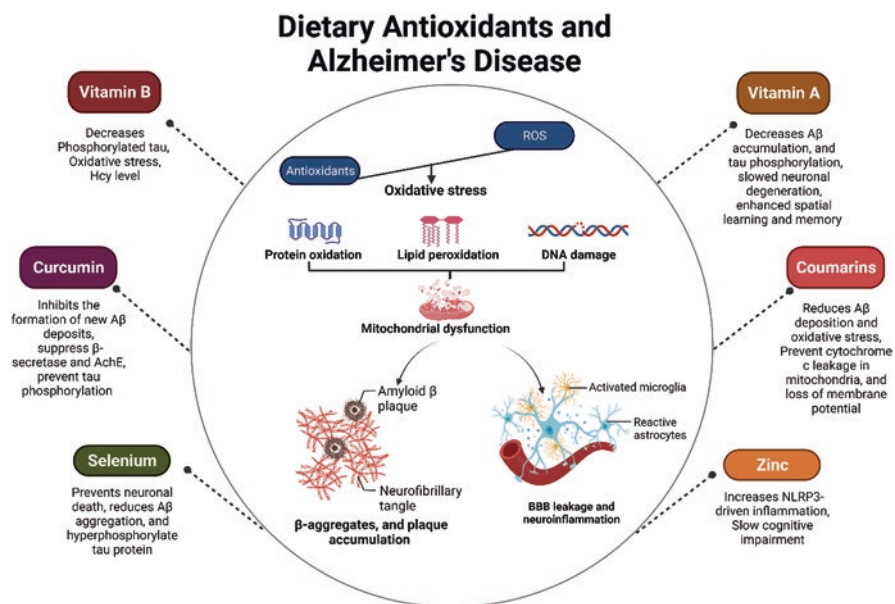 Dietary Antioxidants and
Alzheimer's Disease
Vitamin B
Decreases
Phosphorylated tau,
Oxidative stress,
Hcy level
Curcumin
Inhibits the
formation of new Aβ
deposits,
suppress β-
secretase and AchE,
prevent tau
phosphorylation
Selenium
Prevents neuronal
death, reduces Aβ
aggregation, and
hyperphosphorylate
tau protein
ROS
Antioxidants
Oxidative stress
Protein oxidation
Lipid peroxidation
DNA damage
Mitochondrial dysfunction
Amyloid β
plaque
Neurofibrillary
tangle
β-aggregates, and plaque
accumulation
Activated microglia
Reactive
astrocytes
BBB leakage and
neuroinflammation
Vitamin A
Decreases Aβ
accumulation, and
tau phosphorylation,
slowed neuronal
degeneration,
enhanced spatial
learning and memory
Coumarins
Reduces Aβ
deposition and
oxidative stress,
Prevent cytochrome
c leakage in
mitochondria, and
loss of membrane
potential
Zinc
Increases NLRP3-
driven inflammation,
Slow cognitive
impairment